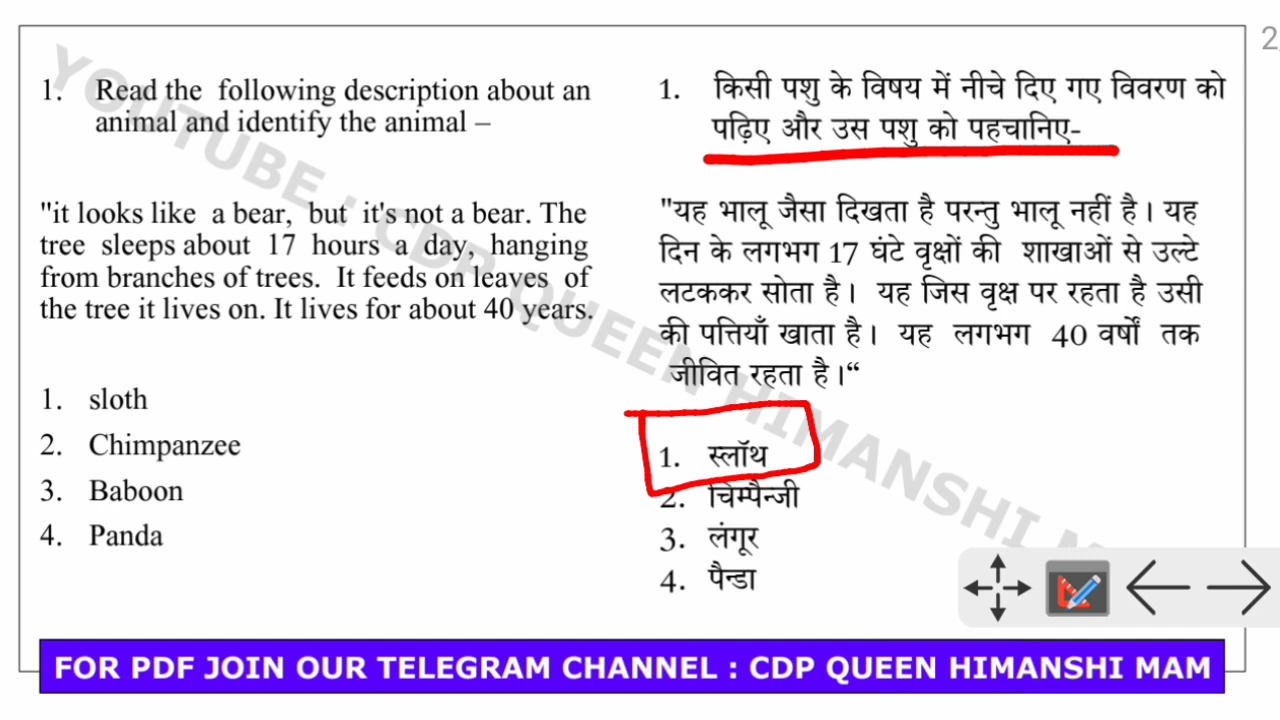 2
1. Read the following description about an
animal and identify the animal –
"it looks like a bear, but it's not a bear. The
tree sleeps about 17 hours a day, hanging
from branches of trees. It feeds on leaves of
the tree it lives on. It lives for about 40 years.
1. sloth
2. Chimpanzee
3. Baboon
4. Panda
1. किसी पशु के विषय में नीचे दिए गए विवरण को
पढ़िए और उस पशु को पहचानिए-
"यह भालू जैसा दिखता है परन्तु भालू नहीं है। यह
दिन के लगभग 17 घंटे वृक्षों की शाखाओं से उल्टे
लटककर सोता है। यह जिस वृक्ष पर रहता है उसी
की पत्तियाँ खाता है। यह लगभग 40 वर्षों तक
जीवित रहता है।“
1. स्लॉथ
2. चिम्पैन्जी
3. लंगूर
4. पैन्डा
YOUTUBE : CDP QUEEN HIMANSHI M
FOR PDF JOIN OUR TELEGRAM CHANNEL : CDP QUEEN HIMANSHI MAM